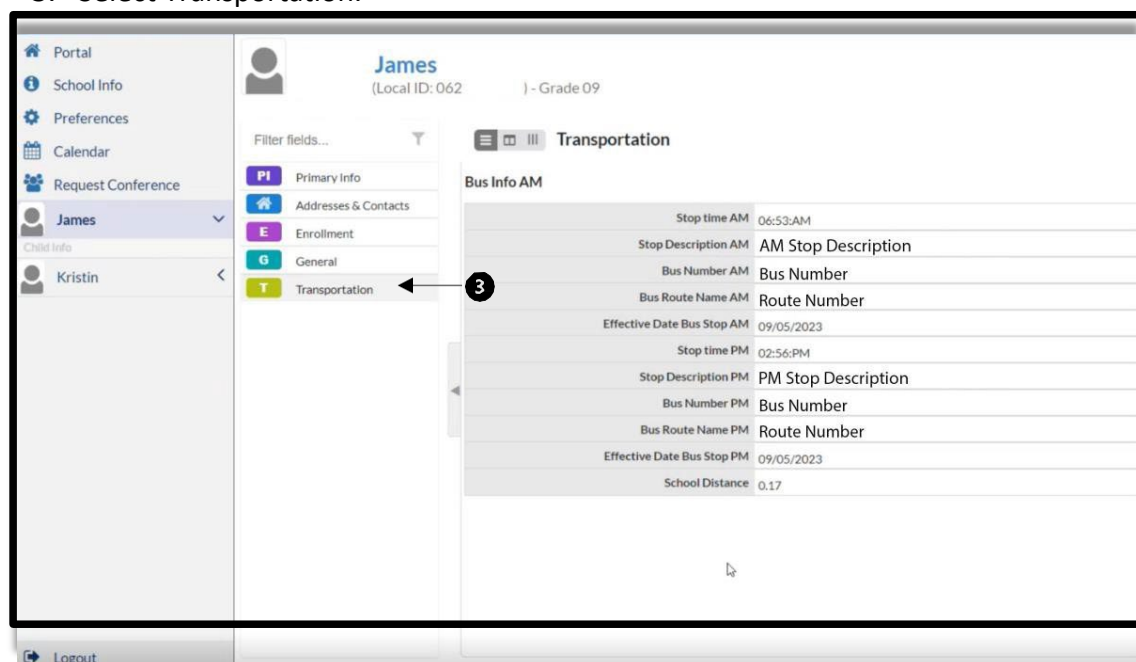 3. Select Transportation.
Portal
School Info
Preferences
Calendar
Request Conference
James
Child Info
Kristin
Logout
James
(Local ID: 062 ) - Grade 09
Filter fields...
PI Primary Info
Addresses & Contacts
E Enrollment
G General
T Transportation
3
Transportation
Bus Info AM
Stop time AM 06:53:AM
Stop Description AM AM Stop Description
Bus Number AM Bus Number
Bus Route Name AM Route Number
Effective Date Bus Stop AM 09/05/2023
Stop time PM 02:56:PM
Stop Description PM PM Stop Description
Bus Number PM Bus Number
Bus Route Name PM Route Number
Effective Date Bus Stop PM 09/05/2023
School Distance 0.17